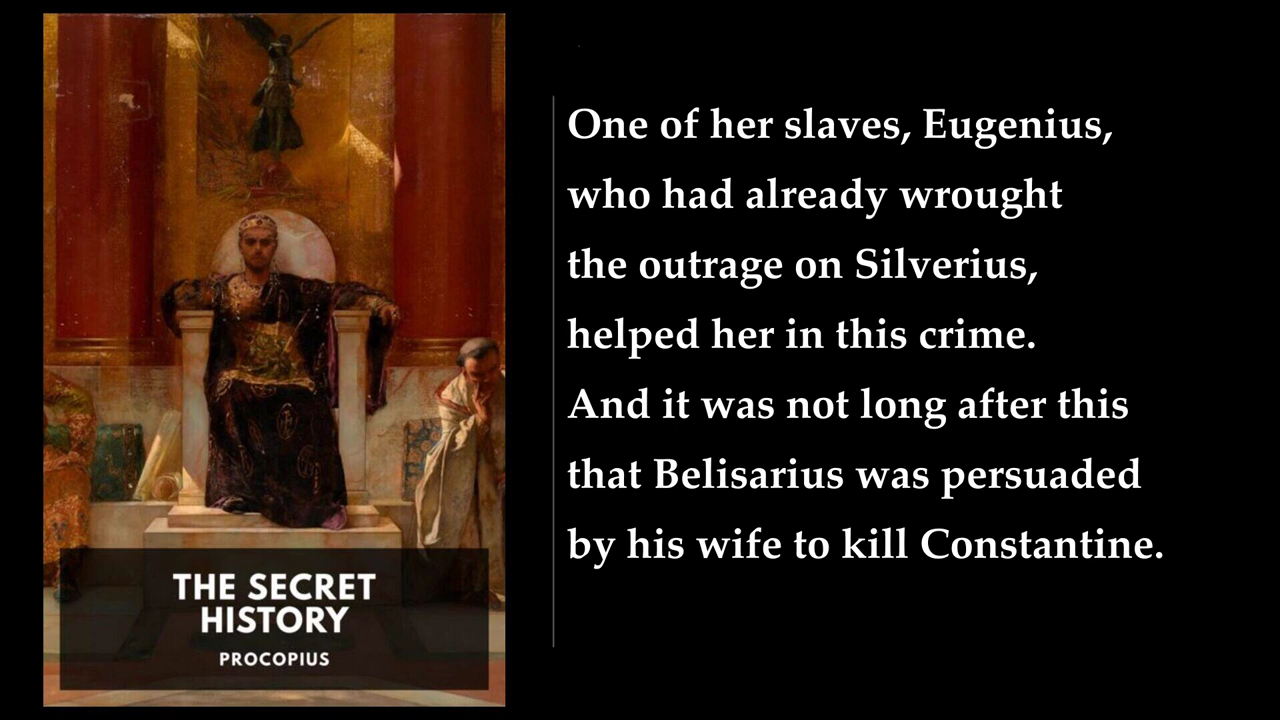 THE SECRET
HISTORY
PROCOPIUS
One of her slaves, Eugenius,
who had already wrought
the outrage on Silverius,
helped her in this crime.
And it was not long after this
that Belisarius was persuaded
by his wife to kill Constantine.